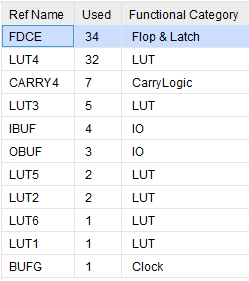 Ref Name Used Functional Category
FDCE 34 Flop & Latch
LUT4 32 LUT
CARRY4 7 CarryLogic
LUT3 5 LUT
IBUF 4 IO
OBUF 3 IO
LUT5 2 LUT
LUT2 2 LUT
LUT6 1 LUT
LUT1 1 LUT
BUFG 1 Clock